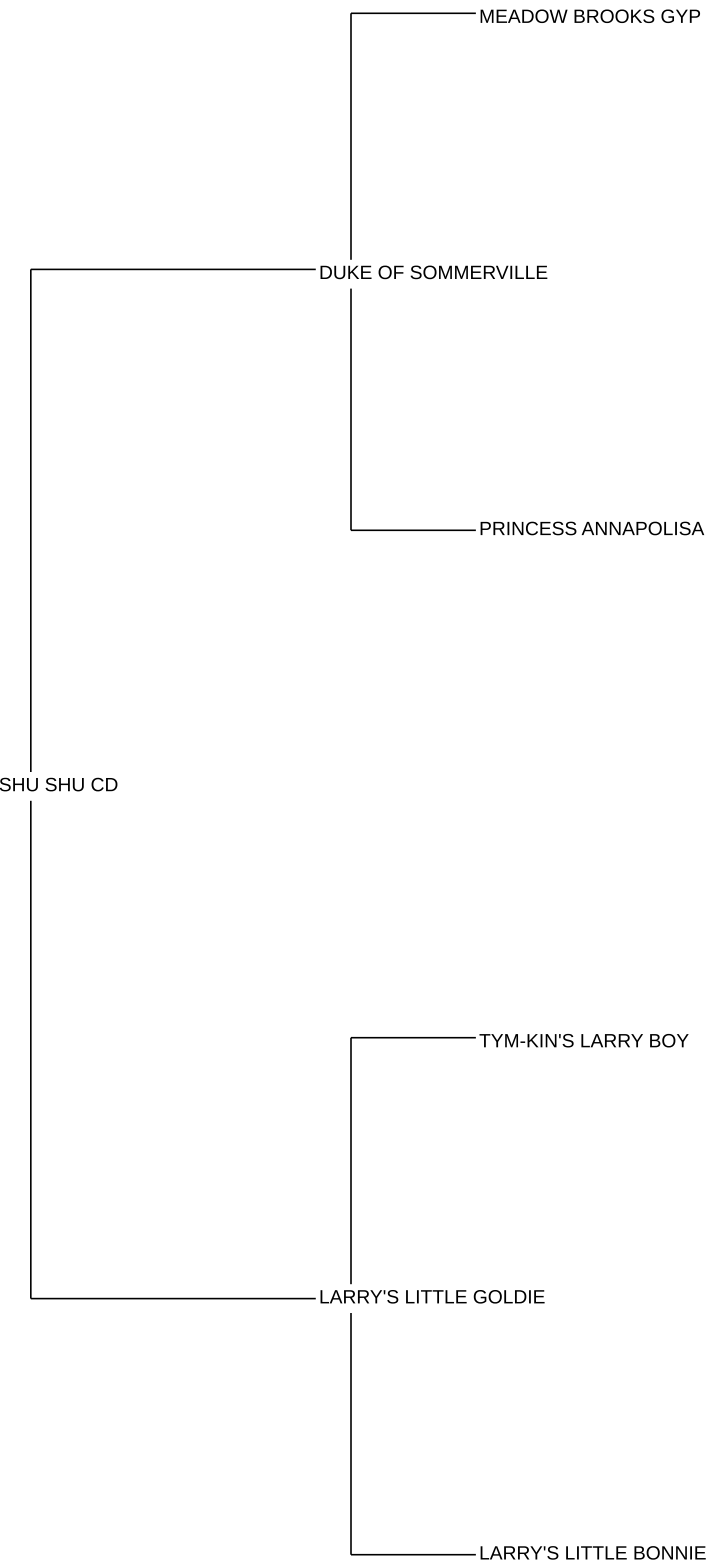 MEADOW BROOKS GYP
DUKE OF SOMMERVILLE
PRINCESS ANNAPOLISA
SHU SHU CD
TYM-KIN'S LARRY BOY
LARRY'S LITTLE GOLDIE
LARRY'S LITTLE BONNIE